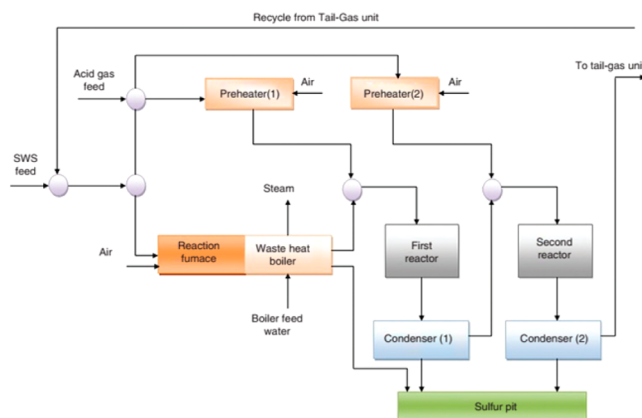 Recycle from Tail-Gas unit
To tail-gas unit
Acid gas
feed
Preheater(1)
Air
Preheater(2)
Air
SWS
feed
Steam
Air
Reaction
furnace
Waste heat
boiler
First
reactor
Second
reactor
Boiler feed
water
Condenser (1)
Condenser (2)
Sulfur pit